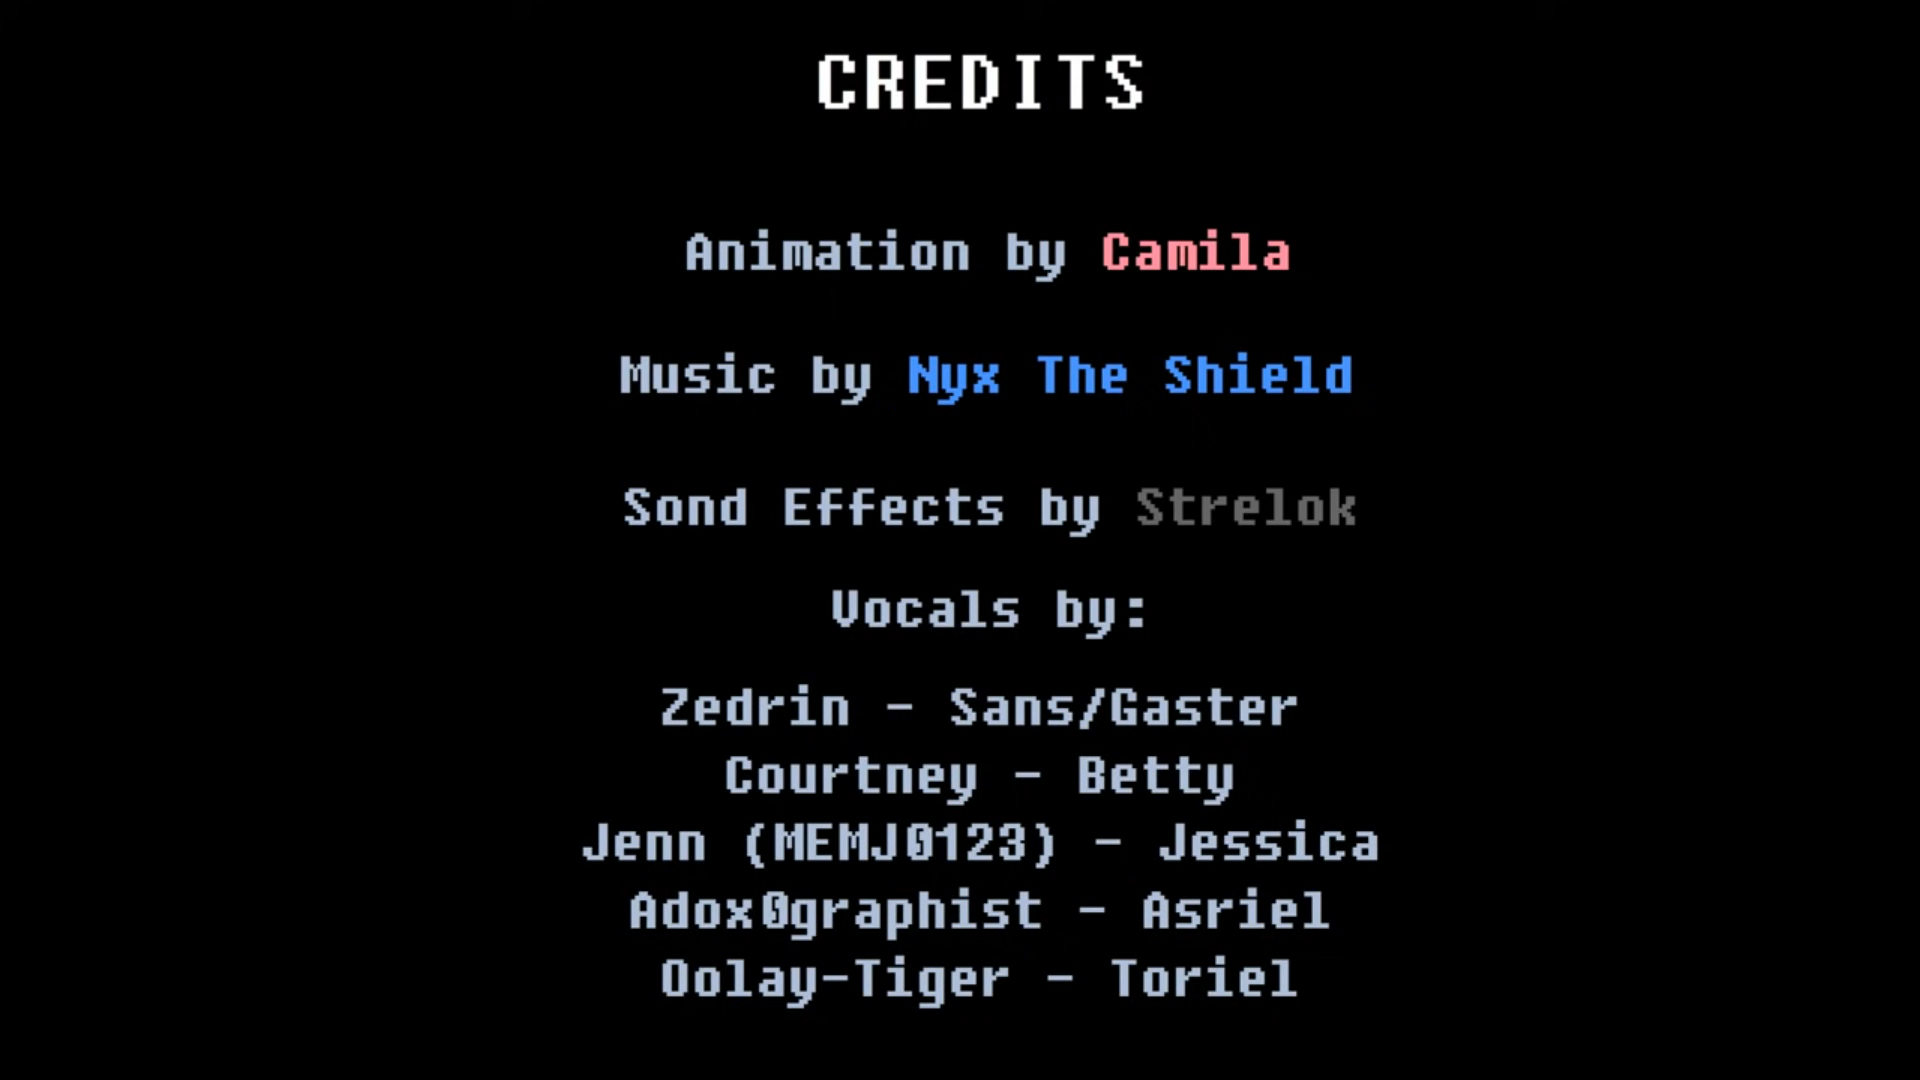 CREDITS
Animation by Camila
Music by Nyx The Shield
Sond Effects by Strelok
Vocals by:
Zedrin - Sans/Gaster
Courtney - Betty
Jenn (MEMJ0123) - Jessica
Adox0graphist - Asriel
Oolay-Tiger - Toriel